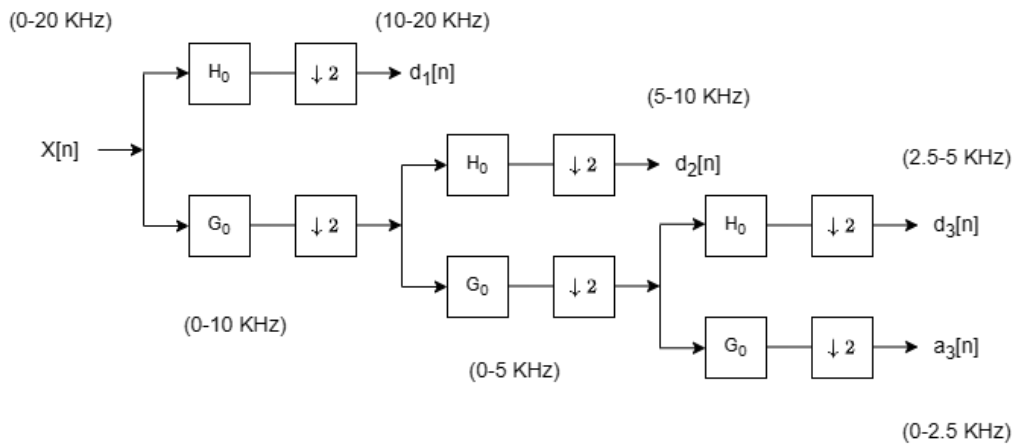 (0-20 KHz)
(10-20 KHz)
H₀
↓ 2
d₁[n]
X[n]
(5-10 KHz)
H₀
↓ 2
d₂[n]
(2.5-5 KHz)
G₀
↓ 2
H₀
↓ 2
d₃[n]
G₀
↓ 2
(0-10 KHz)
G₀
↓ 2
a₃[n]
(0-5 KHz)
(0-2.5 KHz)